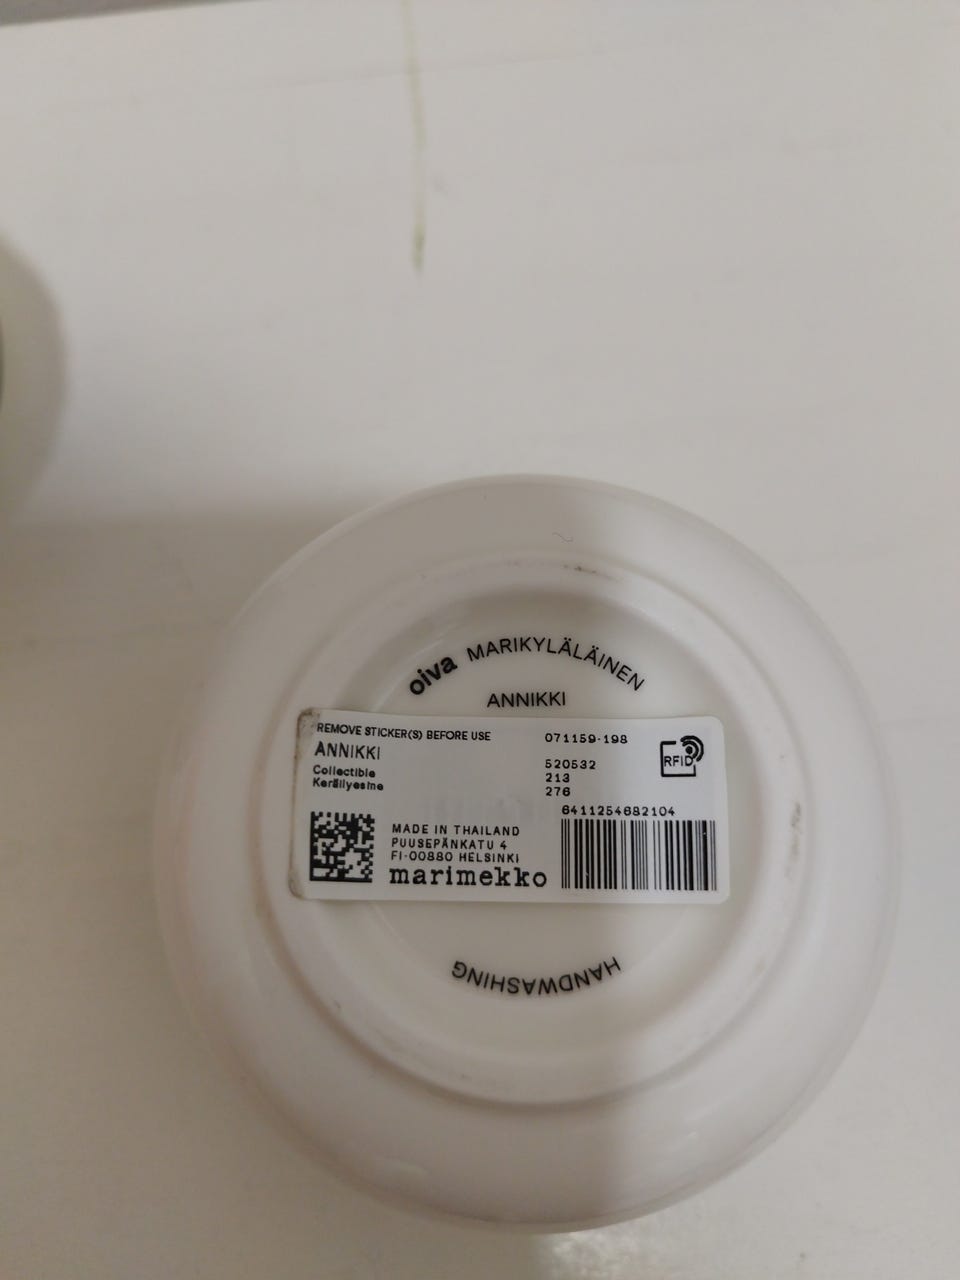 oiva MARIKYLÄLÄINEN
ANNIKKI
REMOVE STICKER(S) BEFORE USE
ANNIKKI
Collectible
Keräilyesine
071159-198
520532
213
276
RFID
6411254682104
MADE IN THAILAND
PUUSEPÄNKATU 4
FI-00880 HELSINKI
marimekko
HANDWASHING